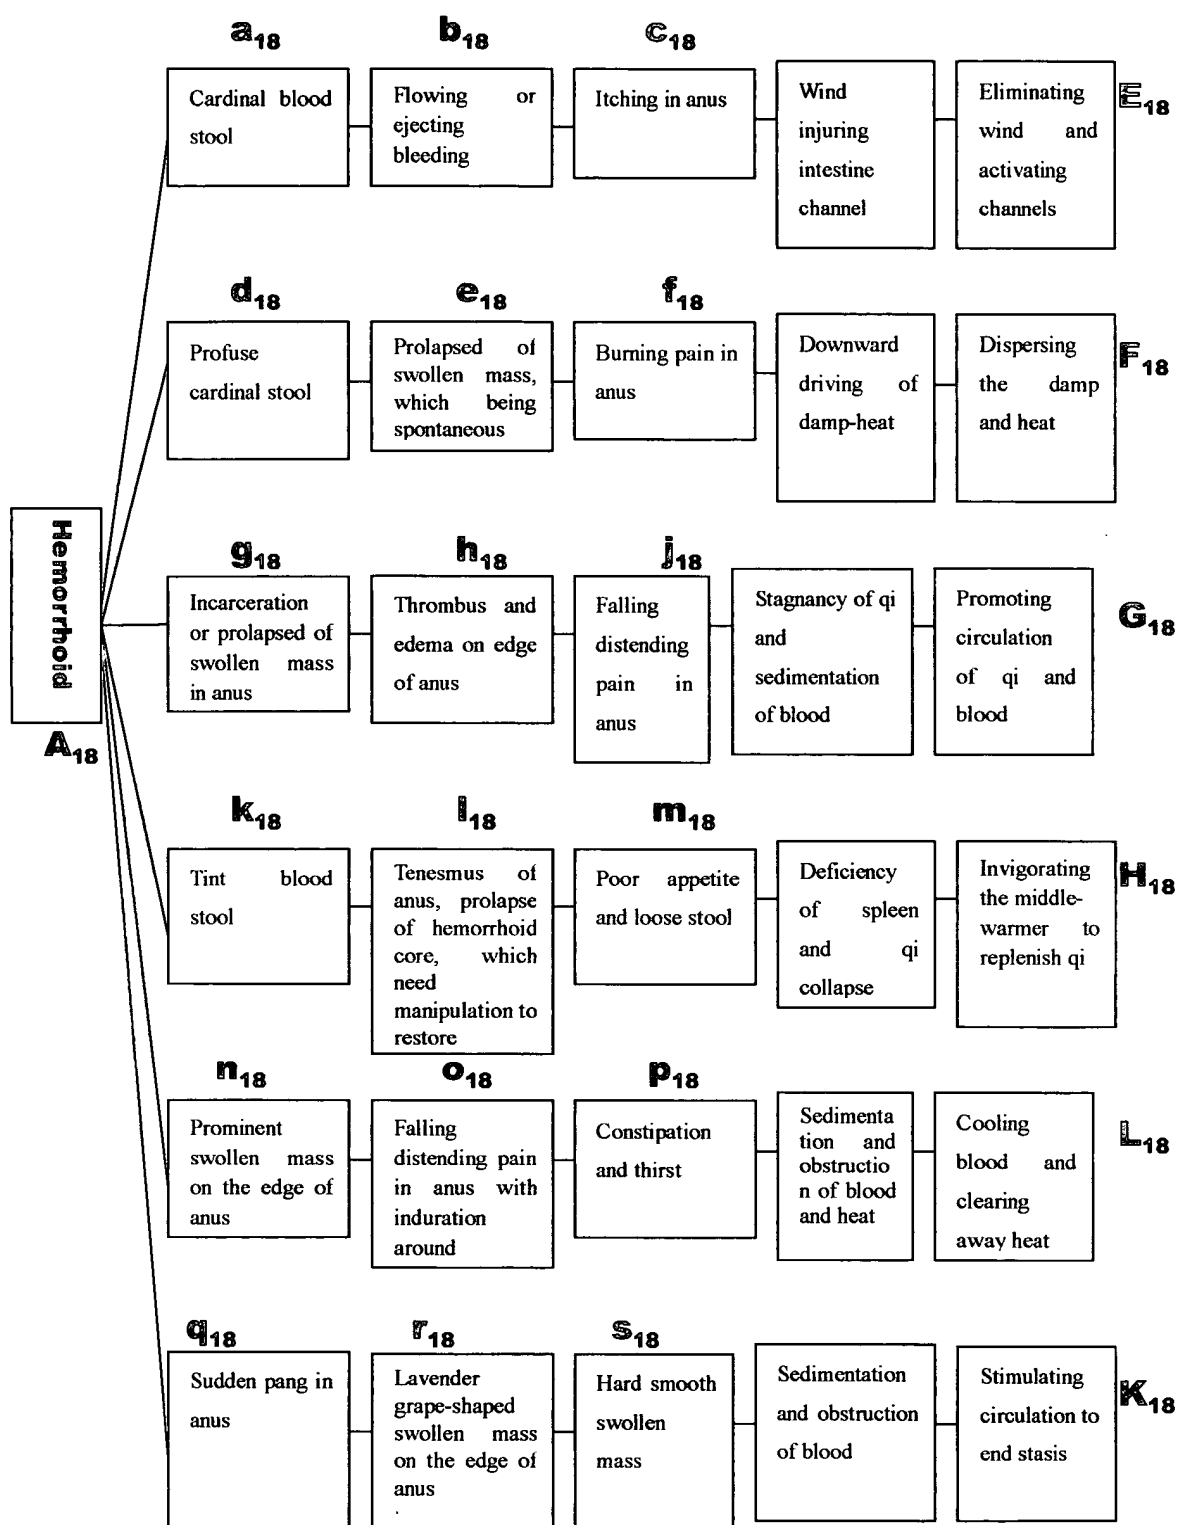 a18
b18
c18
Cardinal blood
stool
Flowing or
ejecting
bleeding
Itching in anus
Wind
injuring
intestine
channel
Eliminating
wind and
activating
channels
E18
d18
e18
f18
Profuse
cardinal stool
Prolapsed of
swollen mass,
which being
spontaneous
Burning pain in
anus
Downward
driving of
damp-heat
Dispersing
the damp
and heat
F18
Hemorrhoid
A18
g18
h18
j18
Incarceration
or prolapsed of
swollen mass
in anus
Thrombus and
edema on edge
of anus
Falling
distending
pain in
anus
Stagnancy of qi
and
sedimentation
of blood
Promoting
circulation
of qi and
blood
G18
k18
l18
m18
Tint blood
stool
Tenesmus of
anus, prolapse
of hemorrhoid
core, which
need
manipulation to
restore
Poor appetite
and loose stool
Deficiency
of spleen
and qi
collapse
Invigorating
the middle-
warmer to
replenish qi
H18
n18
o18
p18
Prominent
swollen mass
on the edge of
anus
Falling
distending pain
in anus with
induration
around
Constipation
and thirst
Sedimenta
tion and
obstructio
n of blood
and heat
Cooling
blood and
clearing
away heat
L18
q18
r18
s18
Sudden pang in
anus
Lavender
grape-shaped
swollen mass
on the edge of
anus
Hard smooth
swollen
mass
Sedimentation
and obstruction
of blood
Stimulating
circulation to
end stasis
K18